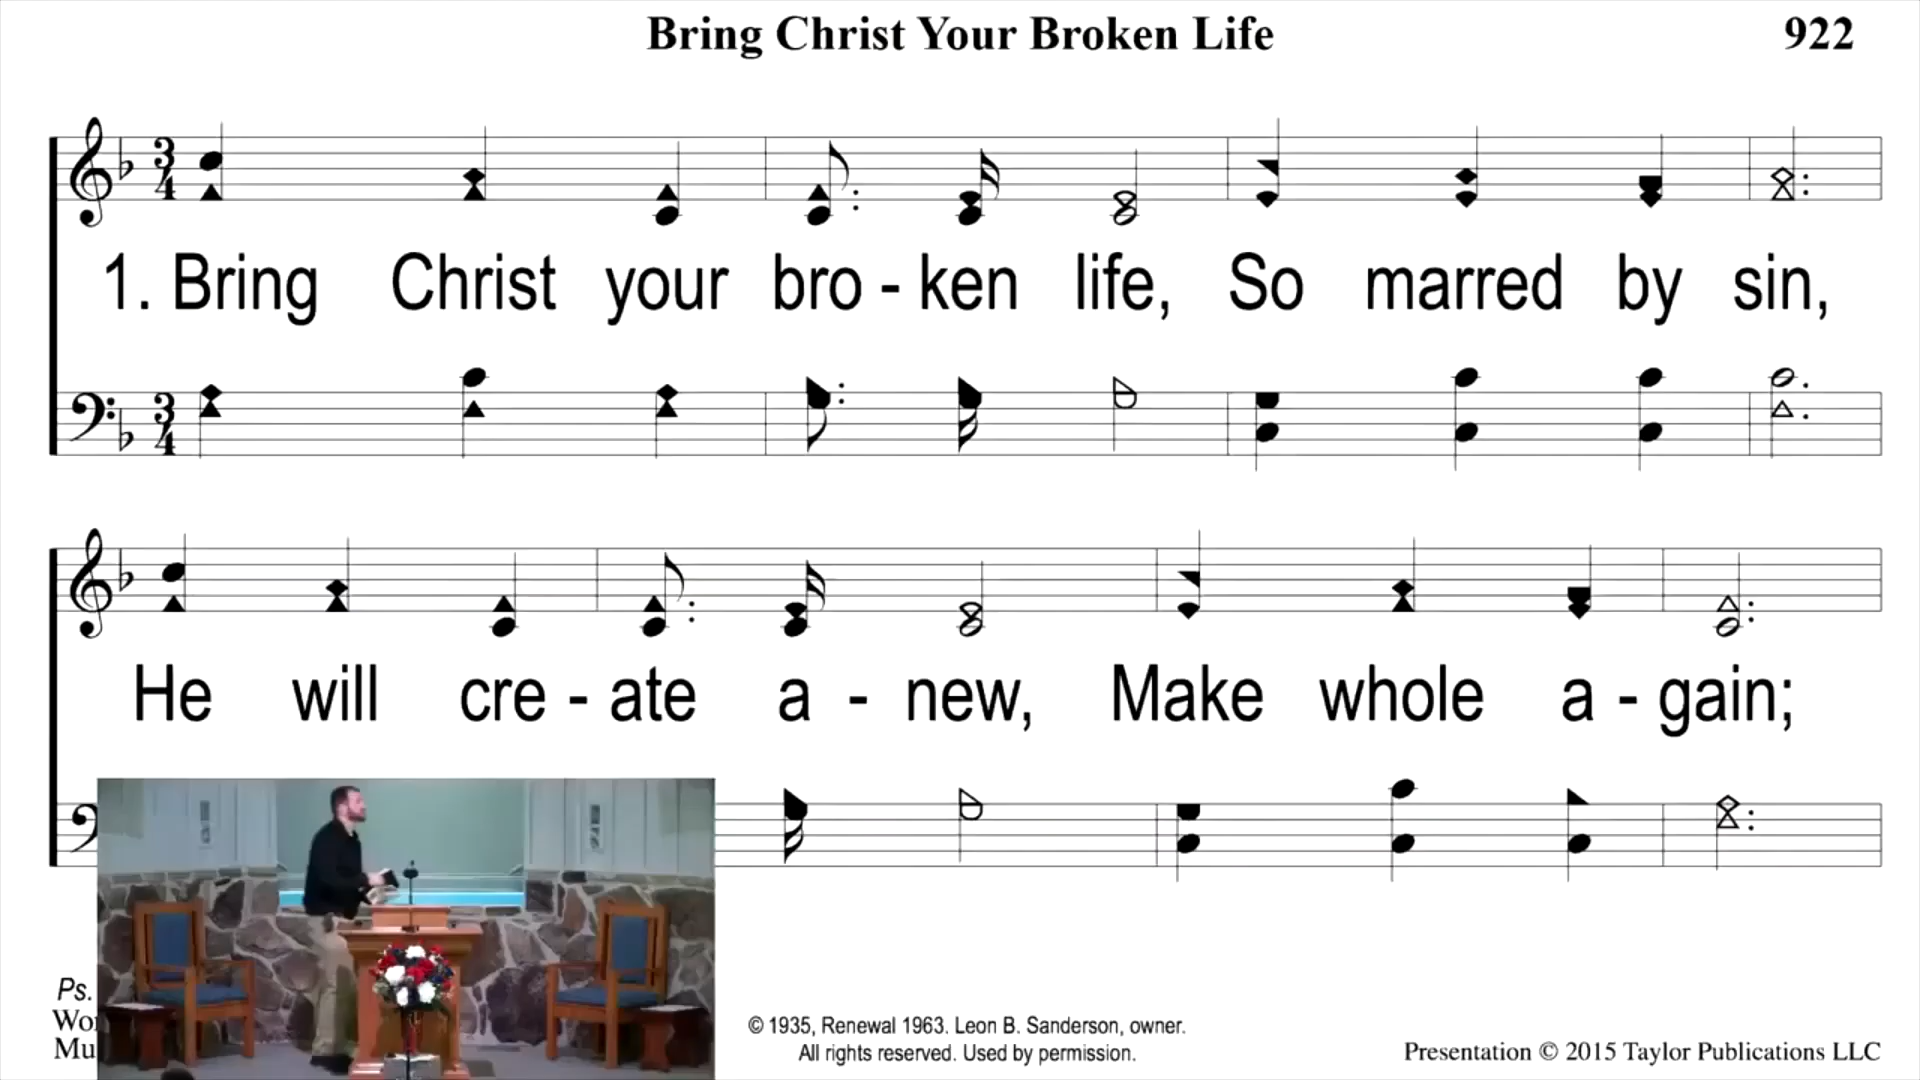 Bring Christ Your Broken Life 922
1. Bring Christ your bro - ken life, So marred by sin,
He will cre - ate a - new, Make whole a - gain;
Ps.
© 1935, Renewal 1963. Leon B. Sanderson, owner.
All rights reserved. Used by permission.
Presentation © 2015 Taylor Publications LLC